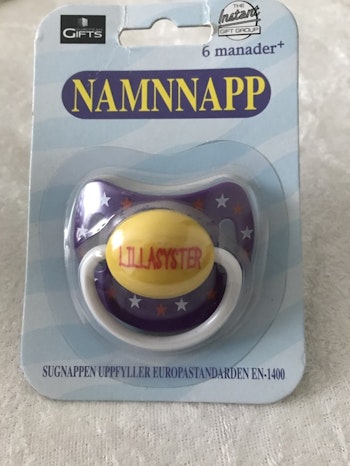 GIFTS
THE
Instant
GIFT GROUP
6 manader+
NAMNNAPP
LILLASYSTER
SUGNAPPEN UPPFYLLER EUROPASTANDARDEN EN-1400